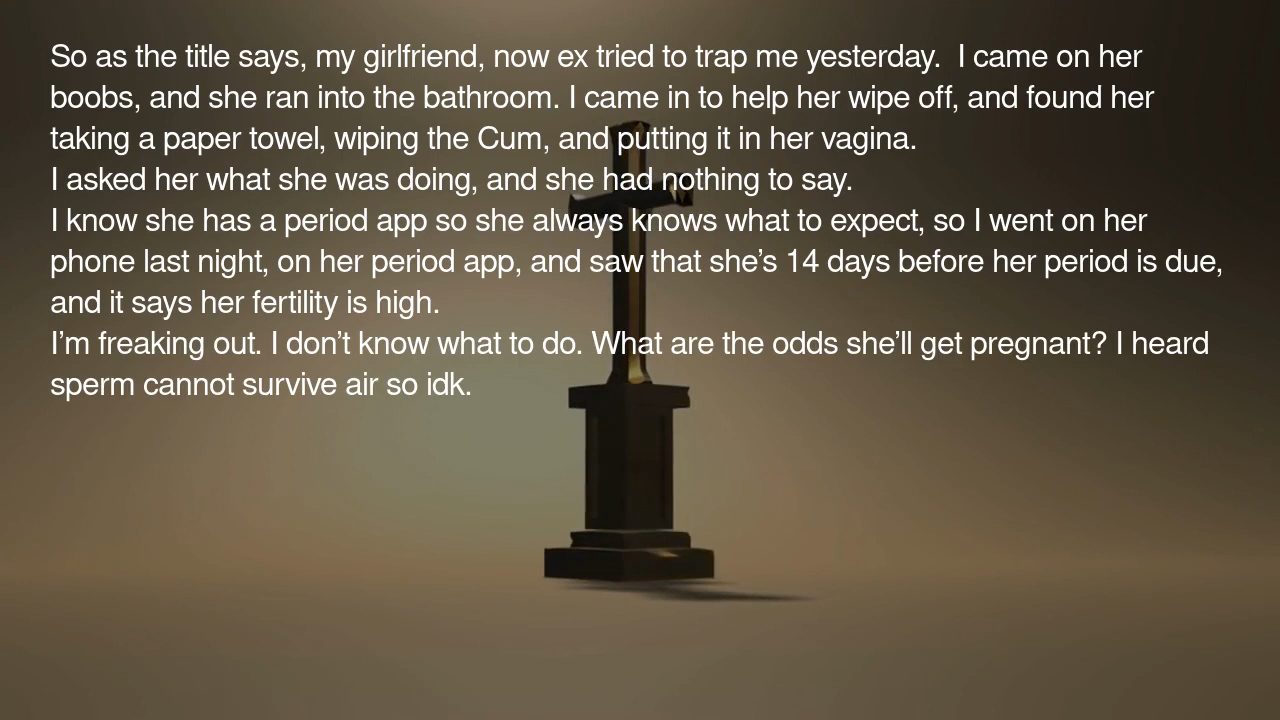 So as the title says, my girlfriend, now ex tried to trap me yesterday.  I came on her
boobs, and she ran into the bathroom. I came in to help her wipe off, and found her
taking a paper towel, wiping the Cum, and putting it in her vagina.
I asked her what she was doing, and she had nothing to say.
I know she has a period app so she always knows what to expect, so I went on her
phone last night, on her period app, and saw that she’s 14 days before her period is due,
and it says her fertility is high.
I’m freaking out. I don’t know what to do. What are the odds she’ll get pregnant? I heard
sperm cannot survive air so idk.